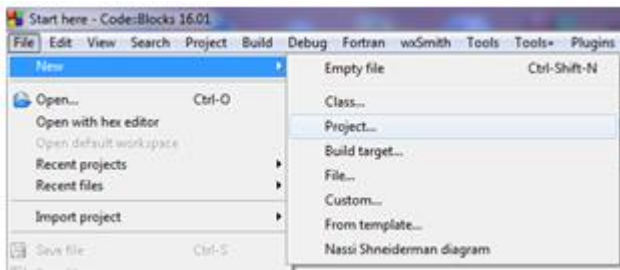 Start here - Code::Blocks 16.01
File Edit View Search Project Build Debug Fortran wxSmith Tools Tools+ Plugins
New
Empty file Ctrl-Shift-N
Open... Ctrl-O
Class...
Open with hex editor
Project...
Open default workspace
Build target...
Recent projects
File...
Recent files
Custom...
Import project
From template...
Save file Ctrl-S
Nassi Shneiderman diagram